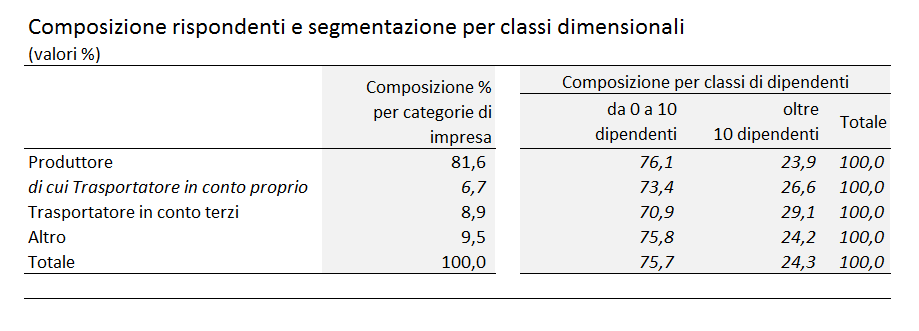 Composizione rispondenti e segmentazione per classi dimensionali
(valori %)
Composizione % per categorie di impresa
Composizione per classi di dipendenti
da 0 a 10 dipendenti
oltre 10 dipendenti
Totale
Produttore 81,6 76,1 23,9 100,0
di cui Trasportatore in conto proprio 6,7 73,4 26,6 100,0
Trasportatore in conto terzi 8,9 70,9 29,1 100,0
Altro 9,5 75,8 24,2 100,0
Totale 100,0 75,7 24,3 100,0